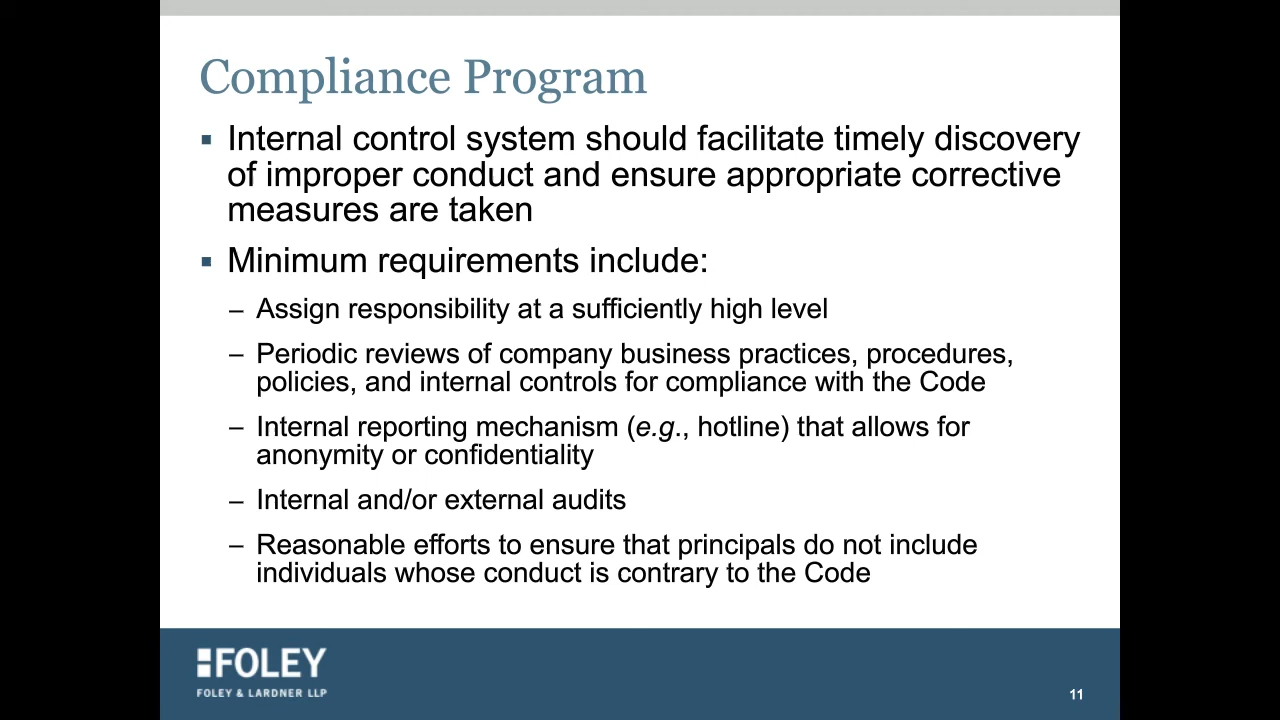 Compliance Program
▪ Internal control system should facilitate timely discovery
of improper conduct and ensure appropriate corrective
measures are taken
▪ Minimum requirements include:
– Assign responsibility at a sufficiently high level
– Periodic reviews of company business practices, procedures,
policies, and internal controls for compliance with the Code
– Internal reporting mechanism (e.g., hotline) that allows for
anonymity or confidentiality
– Internal and/or external audits
– Reasonable efforts to ensure that principals do not include
individuals whose conduct is contrary to the Code
FOLEY
FOLEY & LARDNER LLP
11